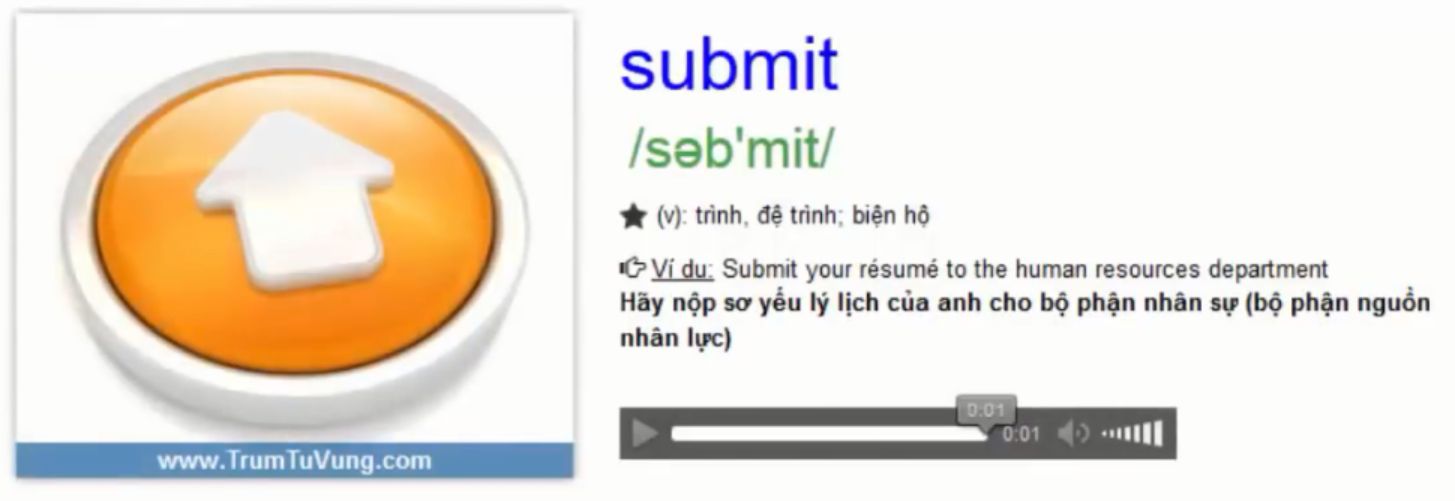 submit
/səb'mit/
(v): trình, đệ trình; biện hộ
Ví du: Submit your résumé to the human resources department
Hãy nộp sơ yếu lý lịch của anh cho bộ phận nhân sự (bộ phận nguồn
nhân lực)
0:01
0:01
www.TrumTuVung.com